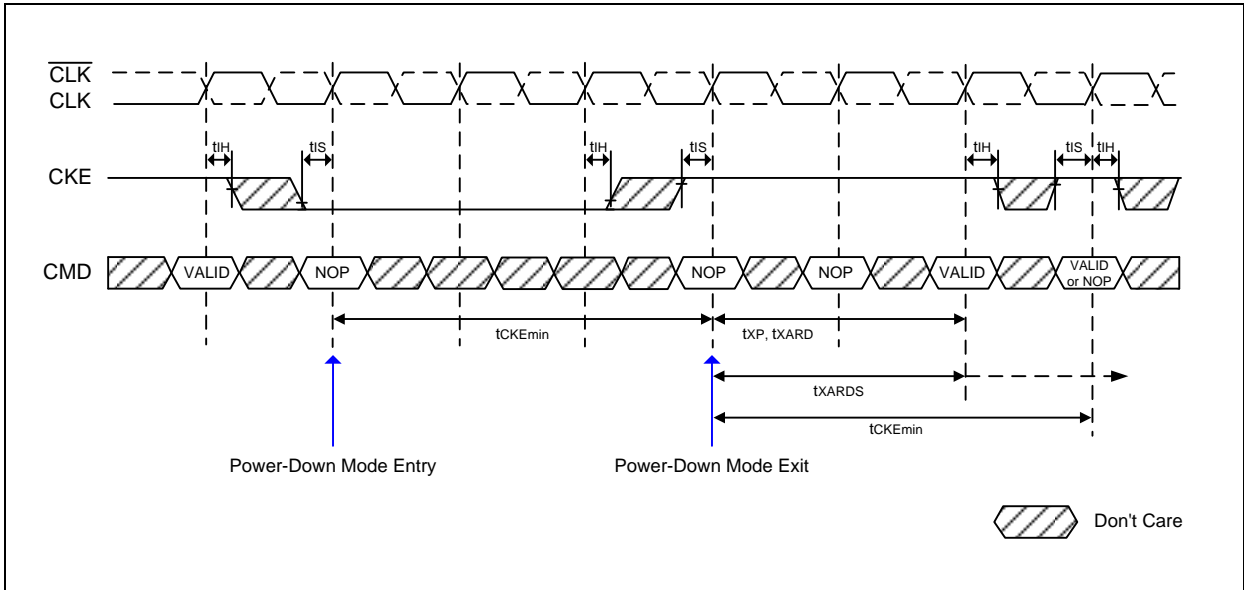 CLK
CLK
tIH tIS tIH tIS tIH tIS tIH
CKE
CMD VALID NOP NOP NOP VALID VALID or NOP
tCKEmin tXP, tXARD
tXARDS
tCKEmin
Power-Down Mode Entry Power-Down Mode Exit
Don't Care